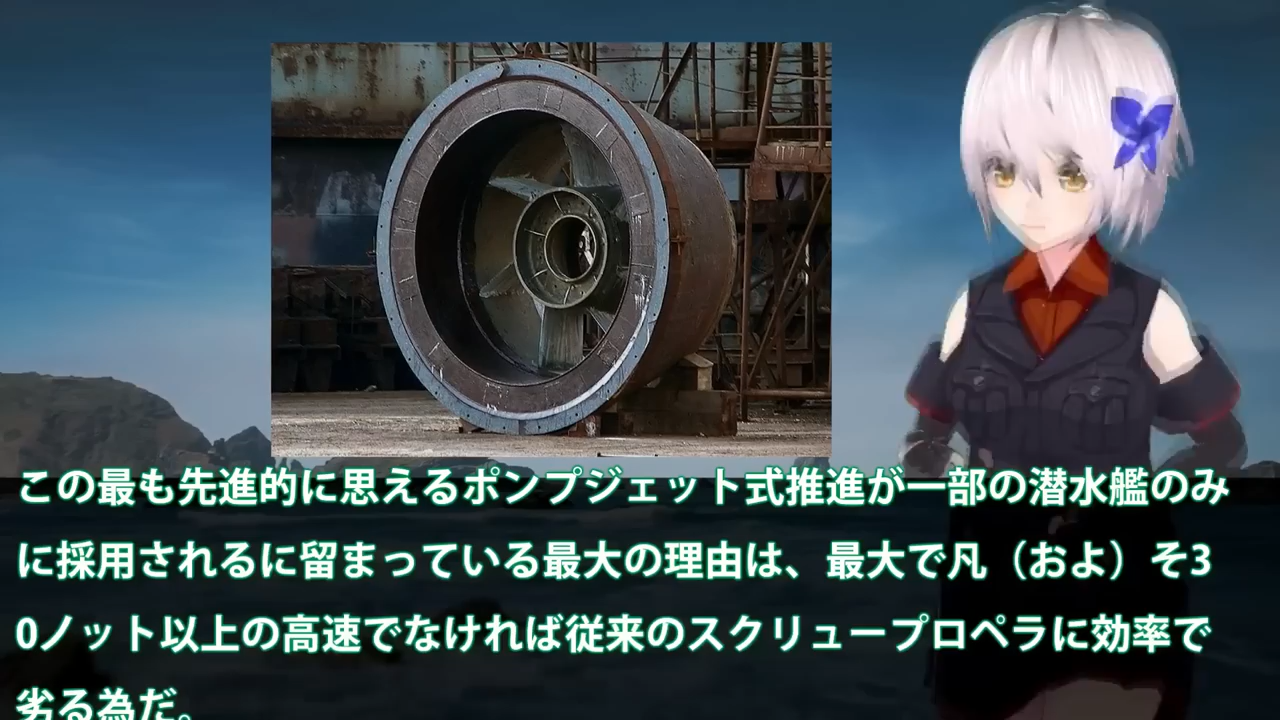 この最も先進的に思えるポンプジェット式推進が一部の潜水艦のみ
に採用されるに留まっている最大の理由は、最大で凡（およ）そ3
0ノット以上の高速でなければ従来のスクリュープロペラに効率で
劣る為だ。